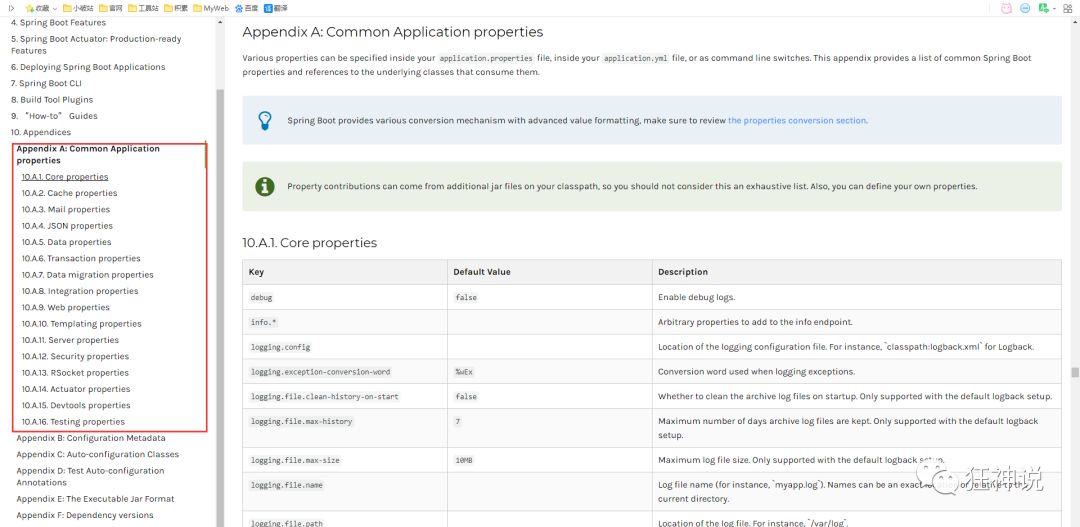 收藏 小破站 官网 工具站 积累 MyWeb 百度 翻译
4. Spring Boot Features
5. Spring Boot Actuator: Production-ready
Features
6. Deploying Spring Boot Applications
7. Spring Boot CLI
8. Build Tool Plugins
9. “How-to” Guides
10. Appendices
Appendix A: Common Application
properties
10.A.1. Core properties
10.A.2. Cache properties
10.A.3. Mail properties
10.A.4. JSON properties
10.A.5. Data properties
10.A.6. Transaction properties
10.A.7. Data migration properties
10.A.8. Integration properties
10.A.9. Web properties
10.A.10. Templating properties
10.A.11. Server properties
10.A.12. Security properties
10.A.13. RSocket properties
10.A.14. Actuator properties
10.A.15. Devtools properties
10.A.16. Testing properties
Appendix B: Configuration Metadata
Appendix C: Auto-configuration Classes
Appendix D: Test Auto-configuration
Annotations
Appendix E: The Executable Jar Format
Appendix F: Dependency versions
Appendix A: Common Application properties
Various properties can be specified inside your application.properties file, inside your application.yml file, or as command line switches. This appendix provides a list of common Spring Boot
properties and references to the underlying classes that consume them.
Spring Boot provides various conversion mechanism with advanced value formatting, make sure to review the properties conversion section.
Property contributions can come from additional jar files on your classpath, so you should not consider this an exhaustive list. Also, you can define your own properties.
10.A.1. Core properties
Key Default Value Description
debug false Enable debug logs.
info.* Arbitrary properties to add to the info endpoint.
logging.config Location of the logging configuration file. For instance, `classpath:logback.xml` for Logback.
logging.exception-conversion-word %wEx Conversion word used when logging exceptions.
logging.file.clean-history-on-start false Whether to clean the archive log files on startup. Only supported with the default logback setup.
logging.file.max-history 7 Maximum number of days archive log files are kept. Only supported with the default logback
setup.
logging.file.max-size 10MB Maximum log file size. Only supported with the default logback setup.
logging.file.name Log file name (for instance, `myapp.log`). Names can be an exact
current directory.
logging.file.path Location of the log file. For instance, `/var/log`.
狂神说